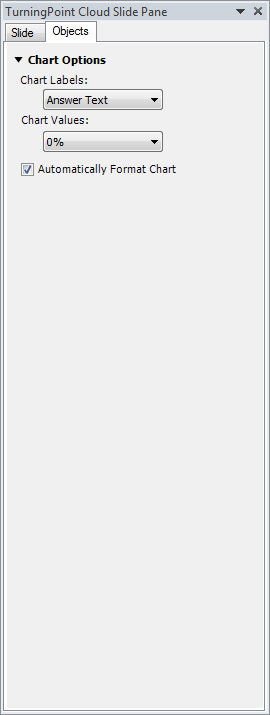 TurningPoint Cloud Slide Pane
Slide Objects
Chart Options
Chart Labels:
Answer Text
Chart Values:
0%
Automatically Format Chart